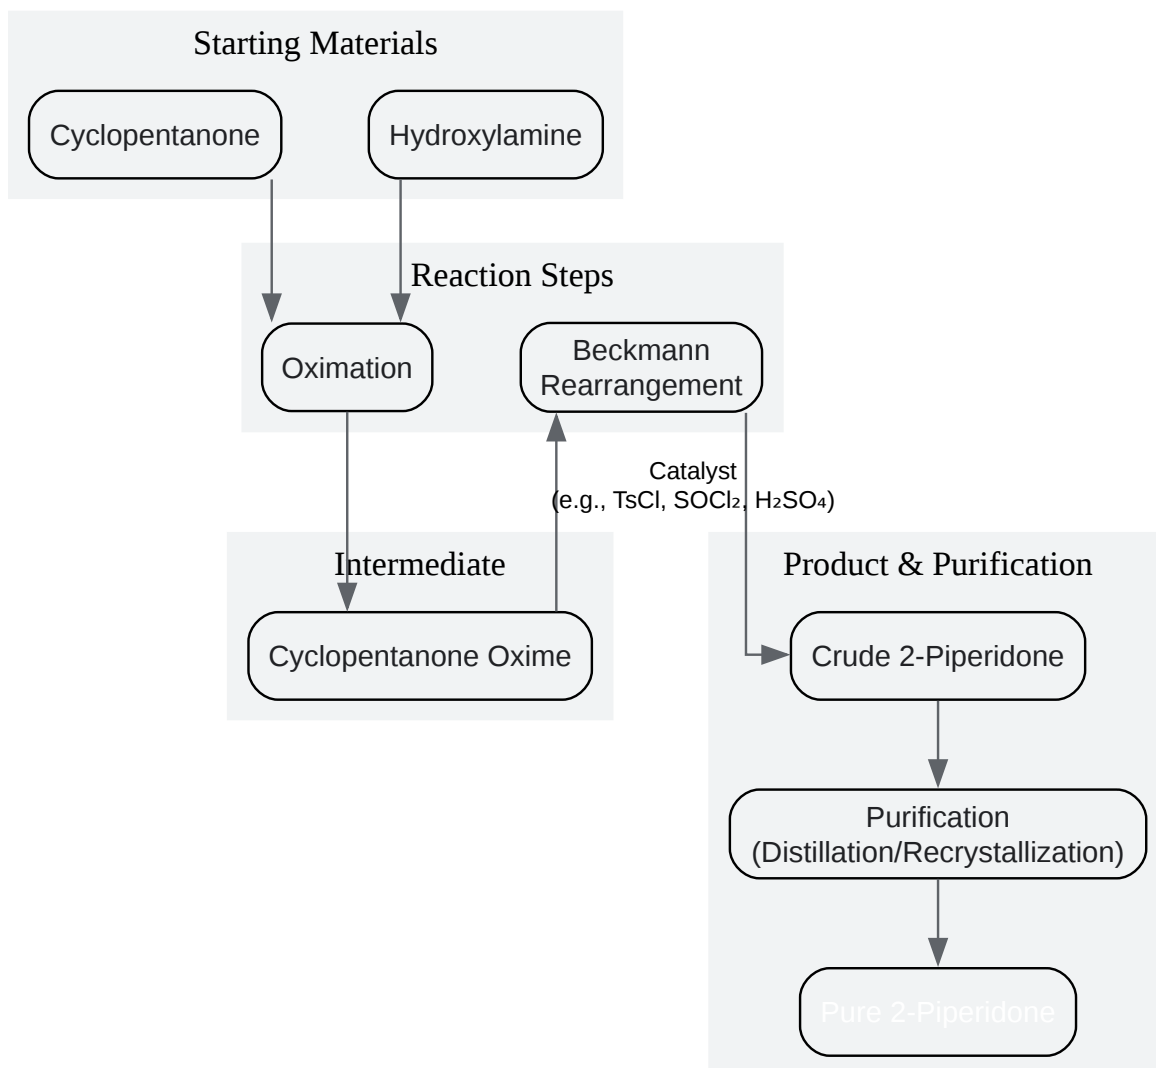 Starting Materials
Cyclopentanone
Hydroxylamine
Reaction Steps
Oximation
Beckmann
Rearrangement
Catalyst
(e.g., TsCl, SOCl₂, H₂SO₄)
Intermediate
Cyclopentanone Oxime
Product & Purification
Crude 2-Piperidone
Purification
(Distillation/Recrystallization)
Pure 2-Piperidone